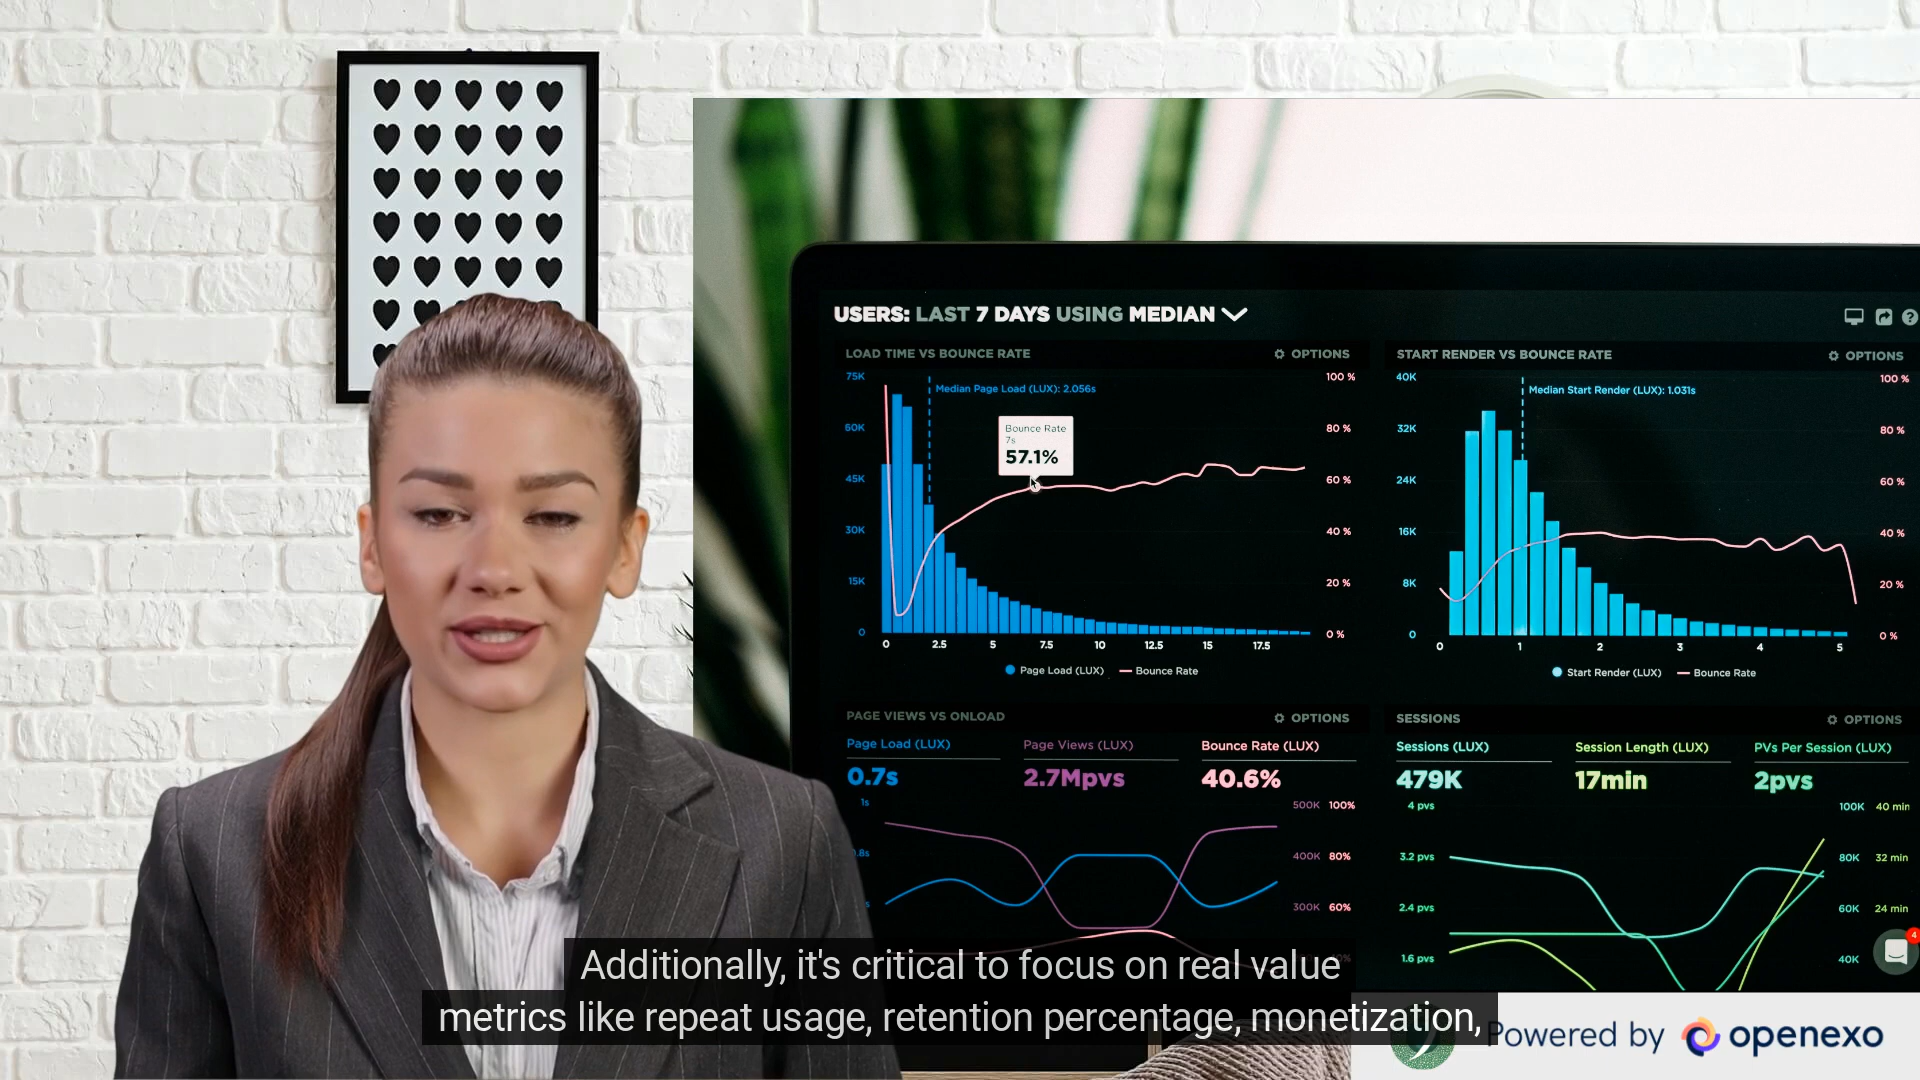 USERS: LAST 7 DAYS USING MEDIAN
LOAD TIME VS BOUNCE RATE
OPTIONS
75K
60K
45K
30K
15K
0
Median Page Load (LUX): 2.056s
Bounce Rate
7s
57.1%
100 %
80 %
60 %
40 %
20 %
0 %
0 2.5 5 7.5 10 12.5 15 17.5
Page Load (LUX) Bounce Rate
START RENDER VS BOUNCE RATE
OPTIONS
40K
32K
24K
16K
8K
0
Median Start Render (LUX): 1.031s
100 %
80 %
60 %
40 %
20 %
0 %
0 1 2 3 4 5
Start Render (LUX) Bounce Rate
PAGE VIEWS VS ONLOAD
OPTIONS
Page Load (LUX) Page Views (LUX) Bounce Rate (LUX)
0.7s 2.7Mpvs 40.6%
1s
0.8s
500K 100%
400K 80%
300K 60%
SESSIONS
OPTIONS
Sessions (LUX) Session Length (LUX) PVs Per Session (LUX)
479K 17min 2pvs
4 pvs
3.2 pvs
2.4 pvs
1.6 pvs
100K 40 min
80K 32 min
60K 24 min
40K
4
Additionally, it's critical to focus on real value
metrics like repeat usage, retention percentage, monetization,
Powered by openexo